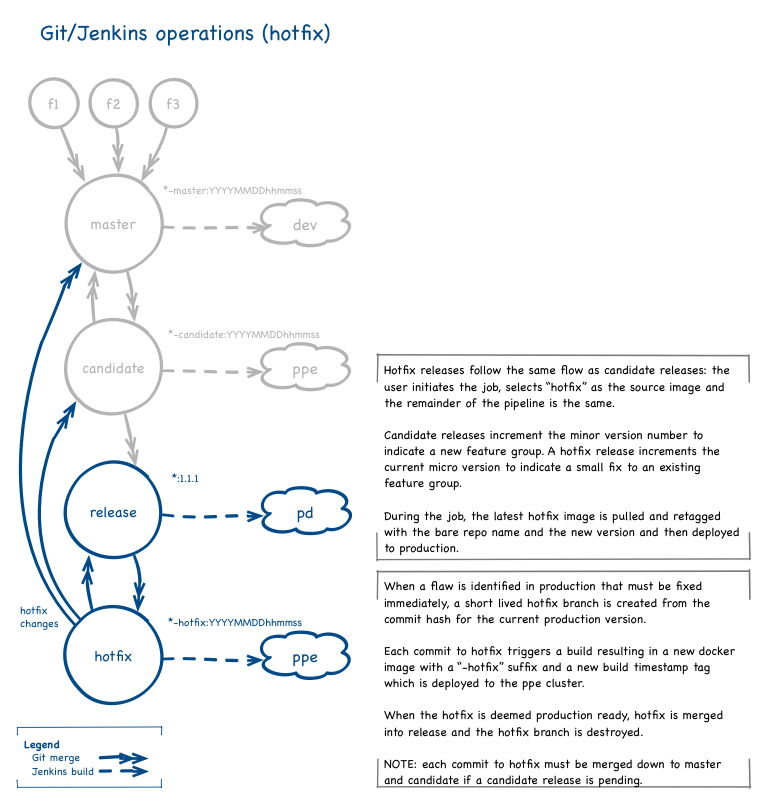 Git/Jenkins operations (hotfix)
f1
f2
f3
*-master:YYYYMMDDhhmmss
master
dev
*-candidate:YYYYMMDDhhmmss
candidate
ppe
Hotfix releases follow the same flow as candidate releases: the
user initiates the job, selects "hotfix" as the source image and
the remainder of the pipeline is the same.
Candidate releases increment the minor version number to
indicate a new feature group. A hotfix release increments the
current micro version to indicate a small fix to an existing
feature group.
During the job, the latest hotfix image is pulled and retagged
with the bare repo name and the new version and then deployed
to production.
*:1.1.1
release
pd
When a flaw is identified in production that must be fixed
immediately, a short lived hotfix branch is created from the
commit hash for the current production version.
Each commit to hotfix triggers a build resulting in a new docker
image with a "-hotfix" suffix and a new build timestamp tag
which is deployed to the ppe cluster.
When the hotfix is deemed production ready, hotfix is merged
into release and the hotfix branch is destroyed.
NOTE: each commit to hotfix must be merged down to master
and candidate if a candidate release is pending.
hotfix
changes
*-hotfix:YYYYMMDDhhmmss
hotfix
ppe
Legend
Git merge
Jenkins build